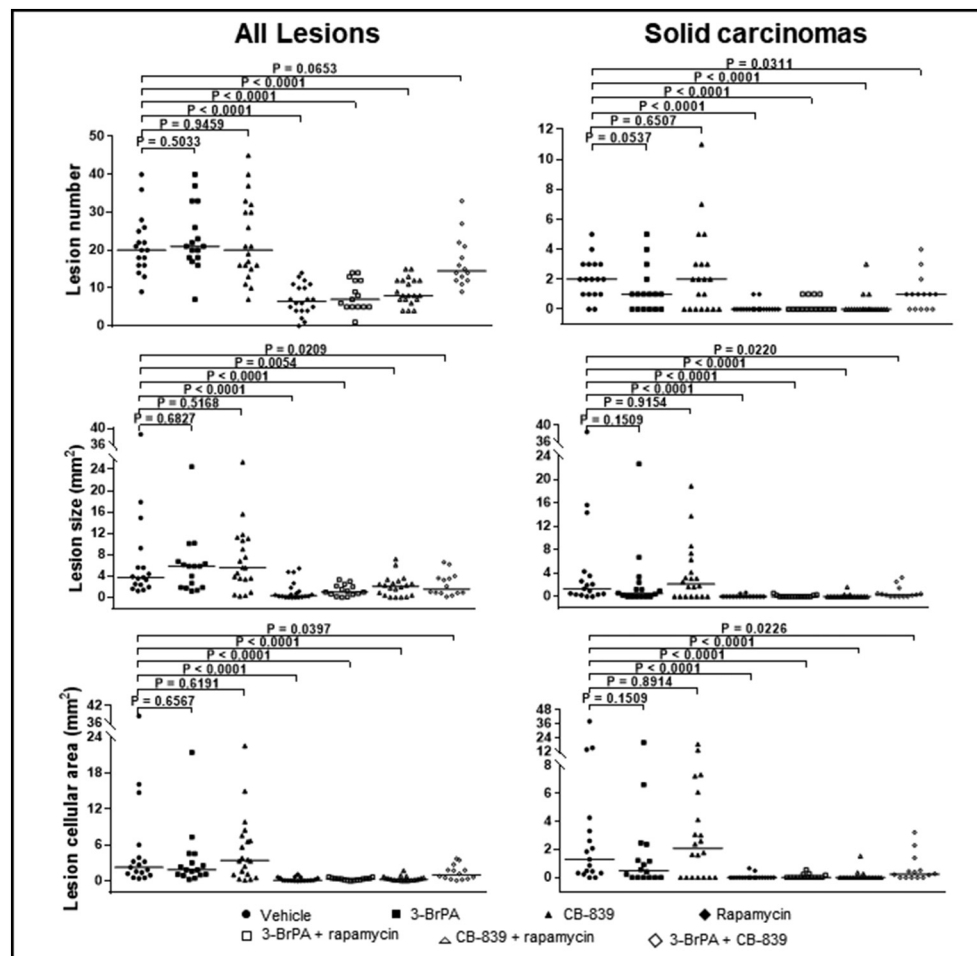 All Lesions
Solid carcinomas
P = 0.0653
P < 0.0001
P < 0.0001
P < 0.0001
P = 0.9459
P = 0.5033
Lesion number
50
40
30
20
10
0
P = 0.0311
P < 0.0001
P < 0.0001
P < 0.0001
P = 0.6507
P = 0.0537
12
10
8
6
4
2
0
P = 0.0209
P = 0.0054
P < 0.0001
P < 0.0001
P = 0.5168
P = 0.6827
Lesion size (mm²)
40
36
24
20
16
12
8
4
0
P = 0.0220
P < 0.0001
P < 0.0001
P < 0.0001
P = 0.9154
P = 0.1509
40
36
24
20
16
12
8
4
0
P = 0.0397
P < 0.0001
P < 0.0001
P < 0.0001
P = 0.6191
P = 0.6567
Lesion cellular area (mm²)
42
36
24
18
12
6
0
P = 0.0226
P < 0.0001
P < 0.0001
P < 0.0001
P = 0.8914
P = 0.1509
48
36
24
12
8
6
4
2
0
Vehicle 3-BrPA CB-839 Rapamycin
3-BrPA + rapamycin CB-839 + rapamycin 3-BrPA + CB-839